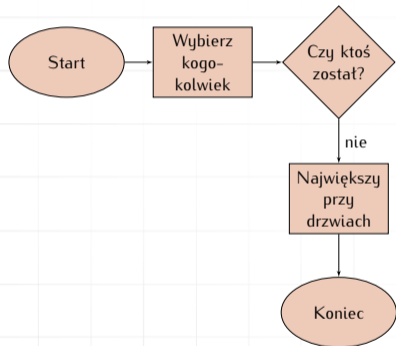 Start
Wybierz
kogo-
kolwiek
Czy ktoś
został?
nie
Największy
przy
drzwiach
Koniec